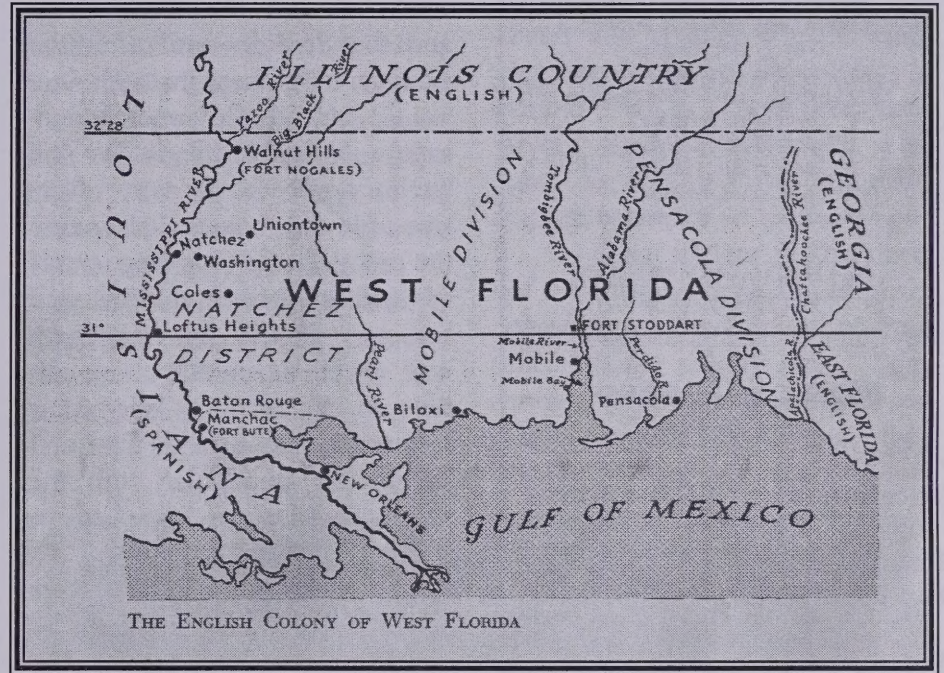 ILLINOIS COUNTRY
(ENGLISH)
Yazoo River
Big Black River
32°28'
Walnut Hills
(FORT NOGALES)
LOUISIANA
(SPANISH)
MISSISSIPPI RIVER
Uniontown
Natchez
Washington
Coles
NATCHEZ
DISTRICT
WEST FLORIDA
MOBILE DIVISION
PENSACOLA DIVISION
Tombigbee River
Alabama River
Chattahoochee River
GEORGIA
(ENGLISH)
31°
Loftus Heights
FORT STODDART
Mobile River
Mobile
Mobile Bay
Perdido R.
Pearl River
Apelachicola R.
EAST FLORIDA
(ENGLISH)
Baton Rouge
Manchac
(FORT BUTE)
Biloxi
Pensacola
NEW ORLEANS
GULF OF MEXICO
THE ENGLISH COLONY OF WEST FLORIDA